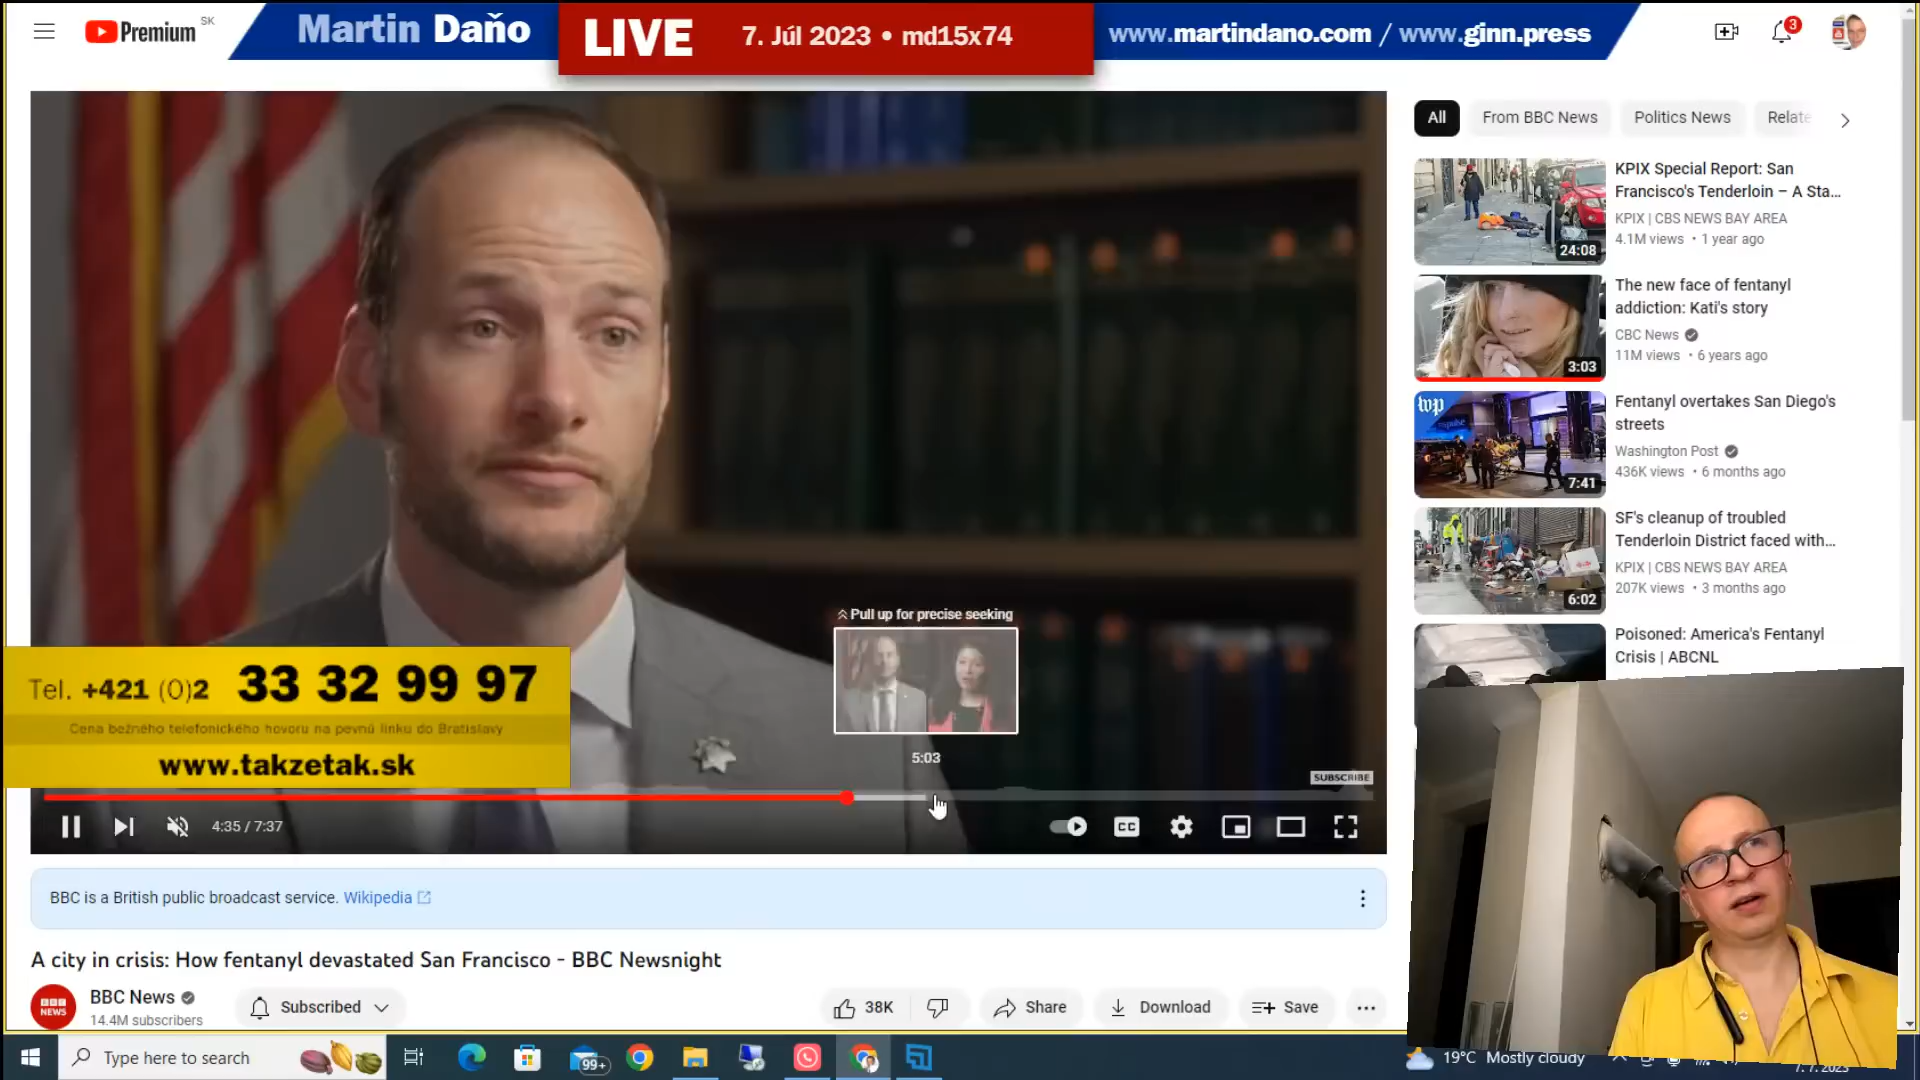 Premium SK
Martin Daňo
LIVE 7. Júl 2023 • md15x74
www.martindano.com / www.ginn.press
3
All
From BBC News
Politics News
Relate
KPIX Special Report: San
Francisco's Tenderloin – A Sta...
KPIX | CBS NEWS BAY AREA
4.1M views • 1 year ago
24:08
The new face of fentanyl
addiction: Kati's story
CBC News
11M views • 6 years ago
3:03
wp
Fentanyl overtakes San Diego's
streets
Washington Post
436K views • 6 months ago
7:41
SF's cleanup of troubled
Tenderloin District faced with...
KPIX | CBS NEWS BAY AREA
207K views • 3 months ago
6:02
Poisoned: America's Fentanyl
Crisis | ABCNL
Pull up for precise seeking
5:03
Tel. +421 (0)2 33 32 99 97
Cena bežného telefonického hovoru na pevnú linku do Bratislavy
www.takzetak.sk
SUBSCRIBE
4:35 / 7:37
CC
BBC is a British public broadcast service. Wikipedia
A city in crisis: How fentanyl devastated San Francisco - BBC Newsnight
BBC NEWS
BBC News
14.4M subscribers
Subscribed
38K
Share
Download
Save
Type here to search
99+
19°C Mostly cloudy
7. 7. 2023